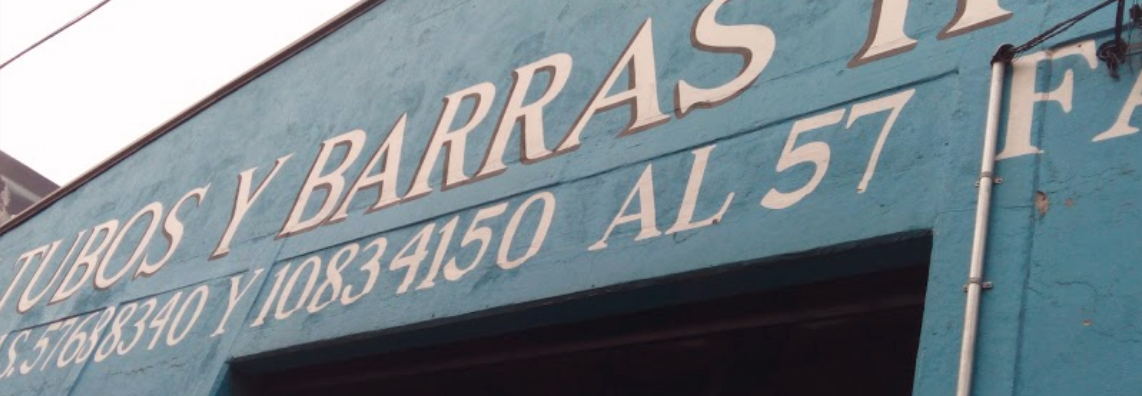 TUBOS Y BARRAS
S. 57688340 Y 10834150 AL 57